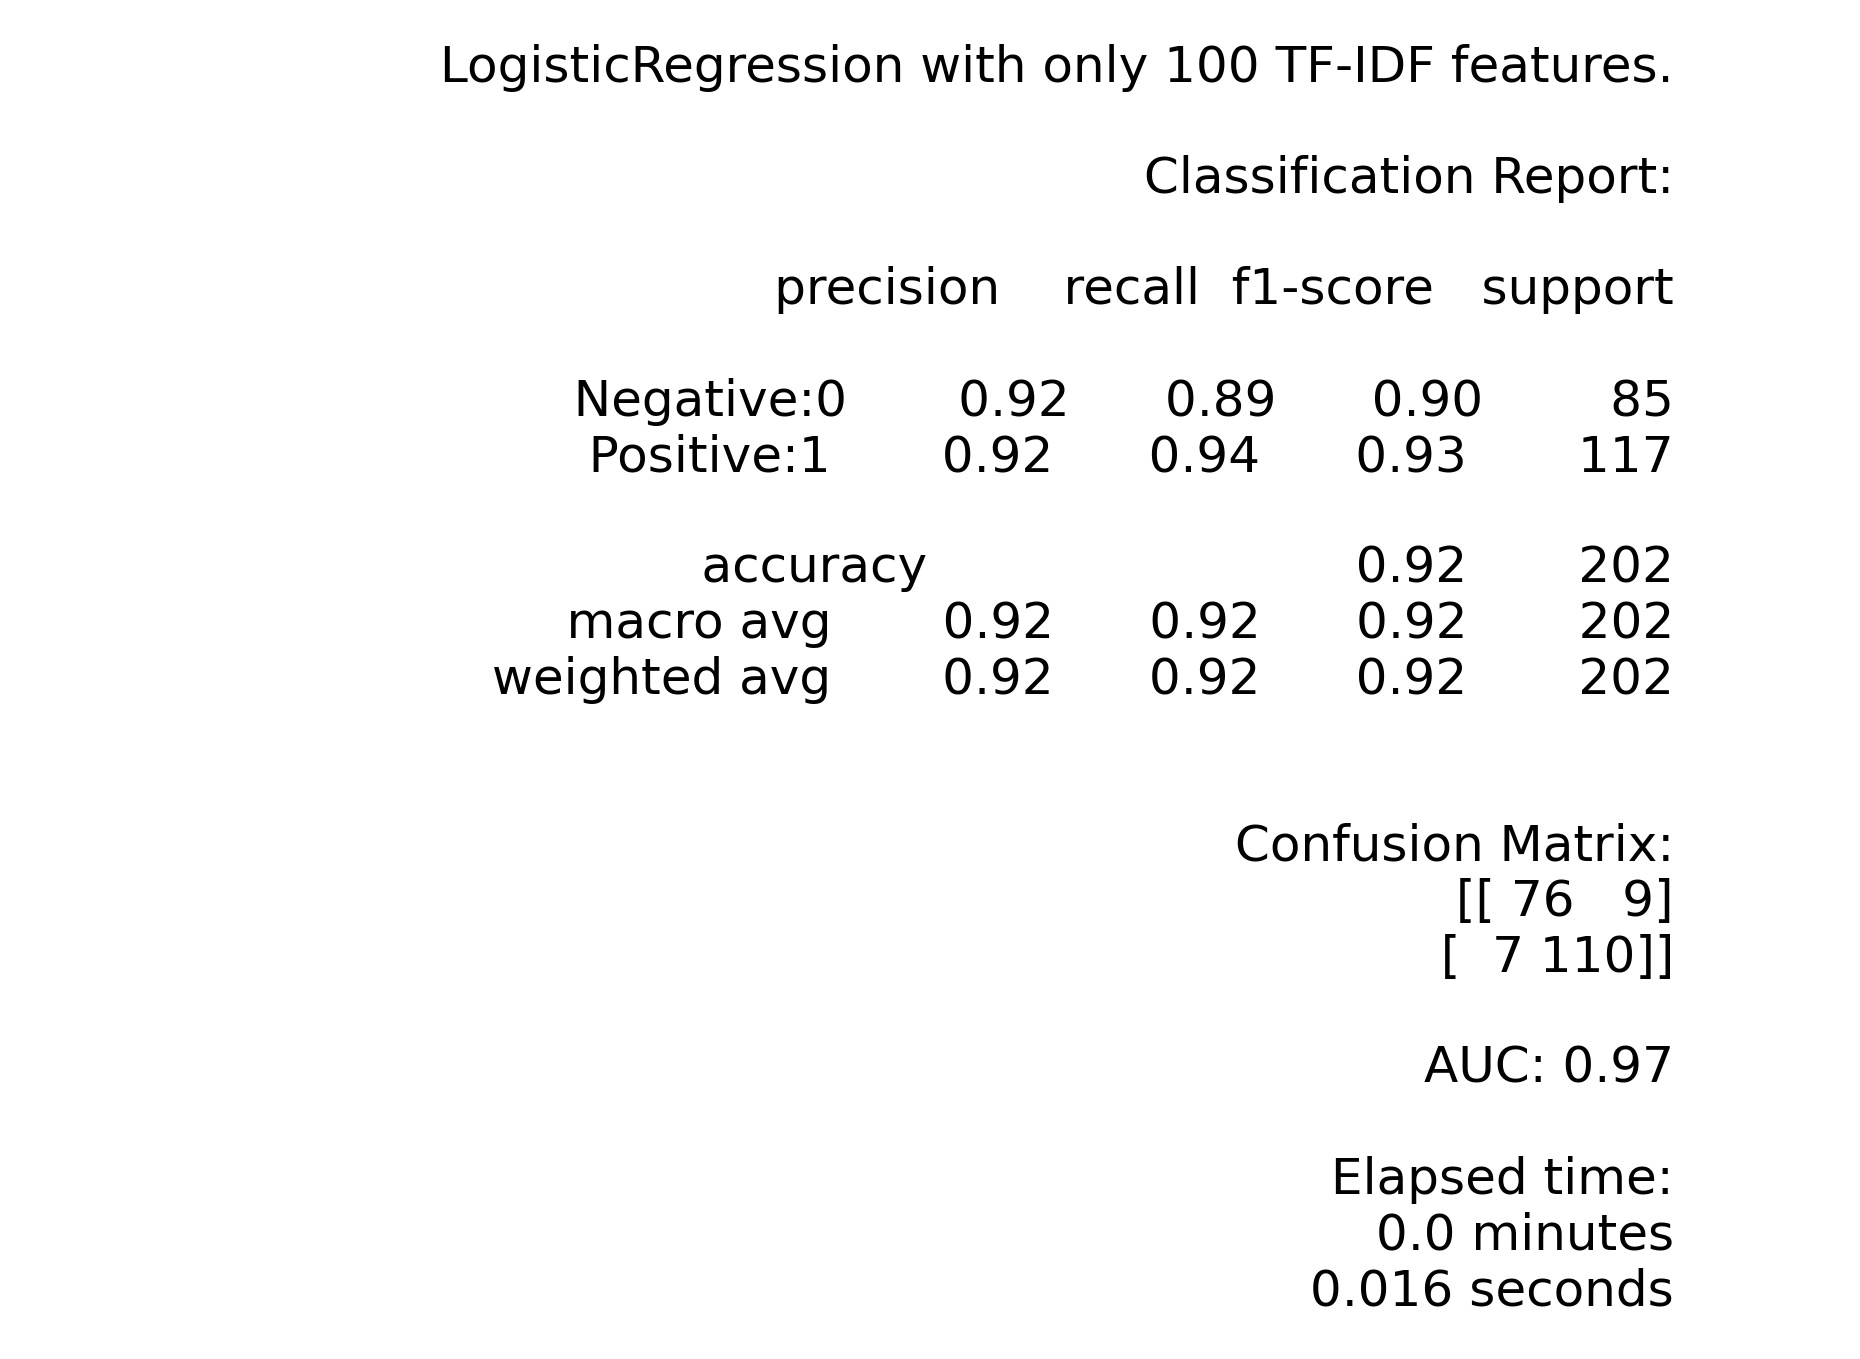 LogisticRegression with only 100 TF-IDF features.
Classification Report:
precision    recall  f1-score   support
Negative:0       0.92      0.89      0.90        85
Positive:1       0.92      0.94      0.93       117
accuracy                           0.92       202
macro avg       0.92      0.92      0.92       202
weighted avg       0.92      0.92      0.92       202
Confusion Matrix:
[[ 76   9]
[  7 110]]
AUC: 0.97
Elapsed time:
0.0 minutes
0.016 seconds